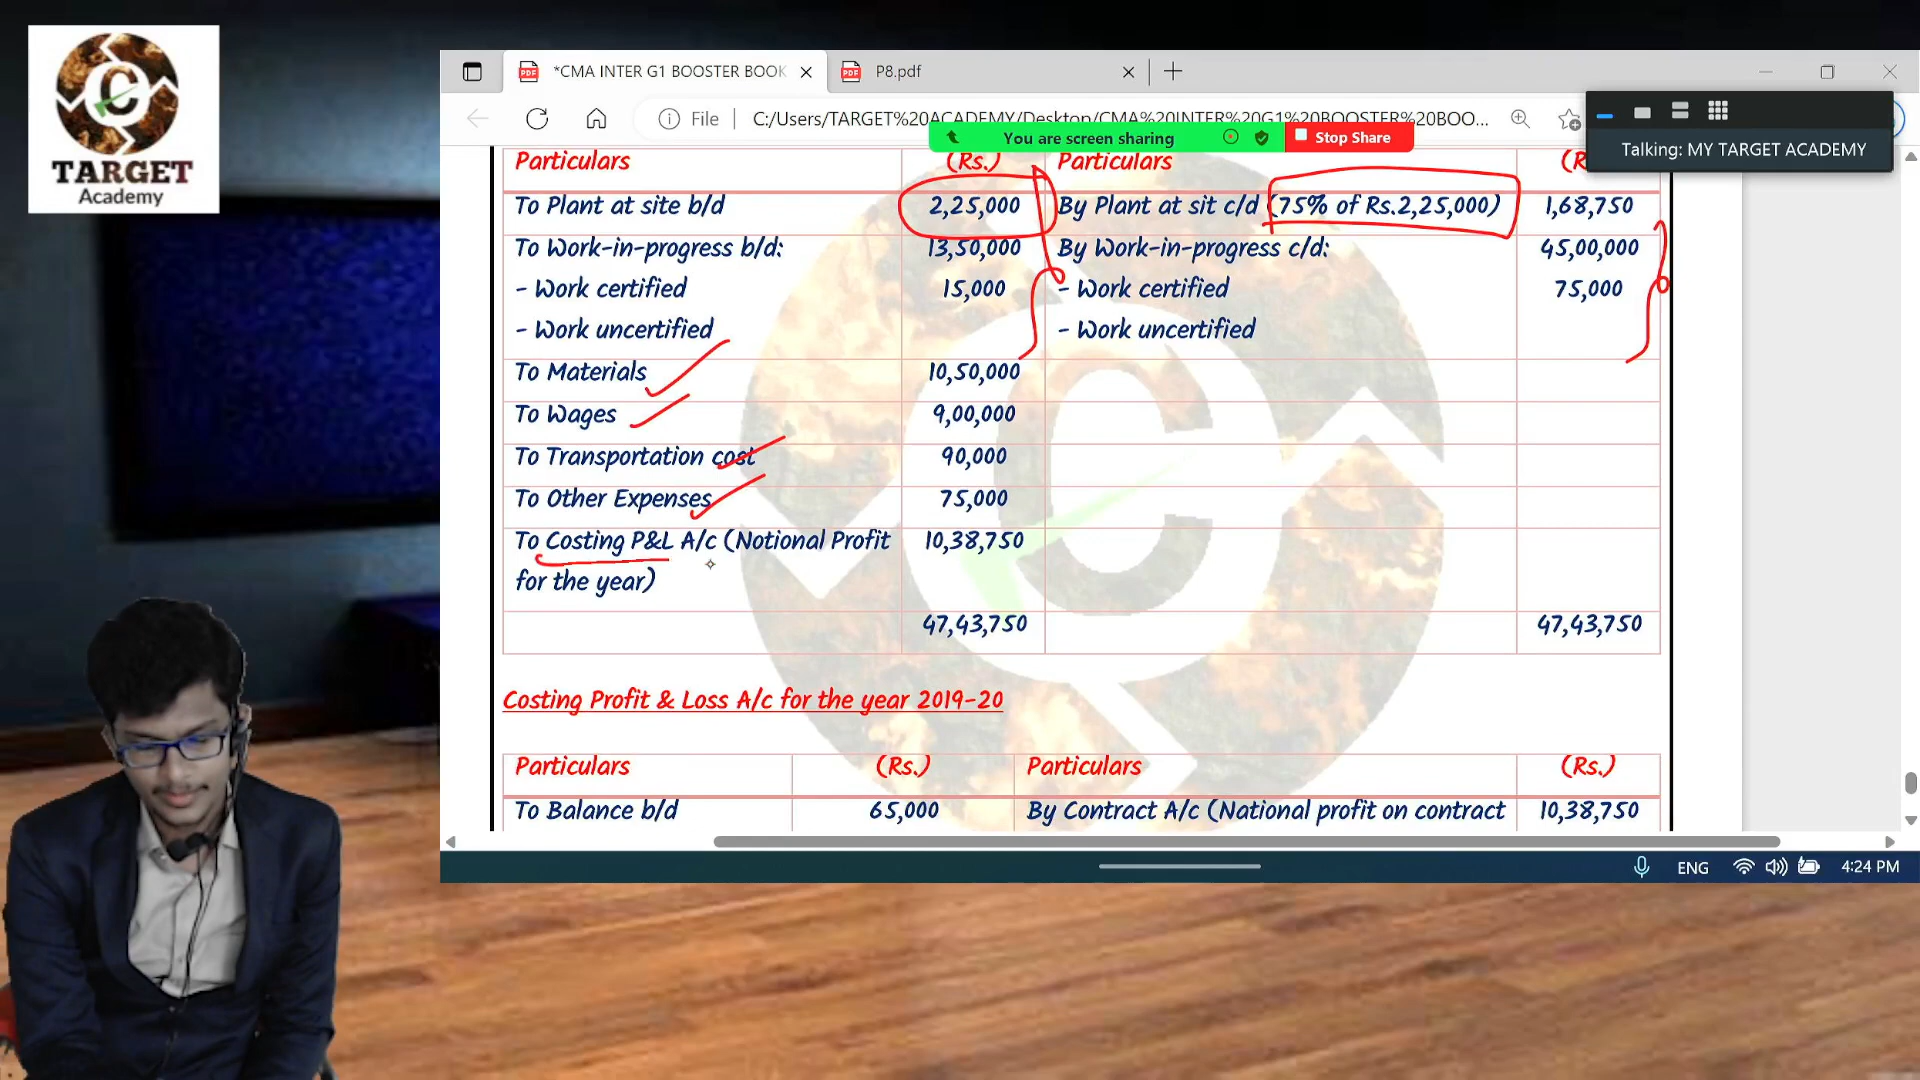 TARGET
Academy
*CMA INTER G1 BOOSTER BOOK
P8.pdf
File
C:/Users/TARGET%20ACADEMY/Desktop/CMA%20INTER%20G1%20BOOSTER%20BOO...
You are screen sharing
Stop Share
Talking: MY TARGET ACADEMY
Particulars (Rs.) Particulars
To Plant at site b/d 2,25,000 By Plant at sit c/d (75% of Rs.2,25,000) 1,68,750
To Work-in-progress b/d: 13,50,000 By Work-in-progress c/d: 45,00,000
- Work certified 15,000 - Work certified 75,000
- Work uncertified - Work uncertified
To Materials 10,50,000
To Wages 9,00,000
To Transportation cost 90,000
To Other Expenses 75,000
To Costing P&L A/c (Notional Profit 10,38,750
for the year)
47,43,750 47,43,750
Costing Profit & Loss A/c for the year 2019-20
Particulars (Rs.) Particulars (Rs.)
To Balance b/d 65,000 By Contract A/c (National profit on contract 10,38,750
ENG 4:24 PM